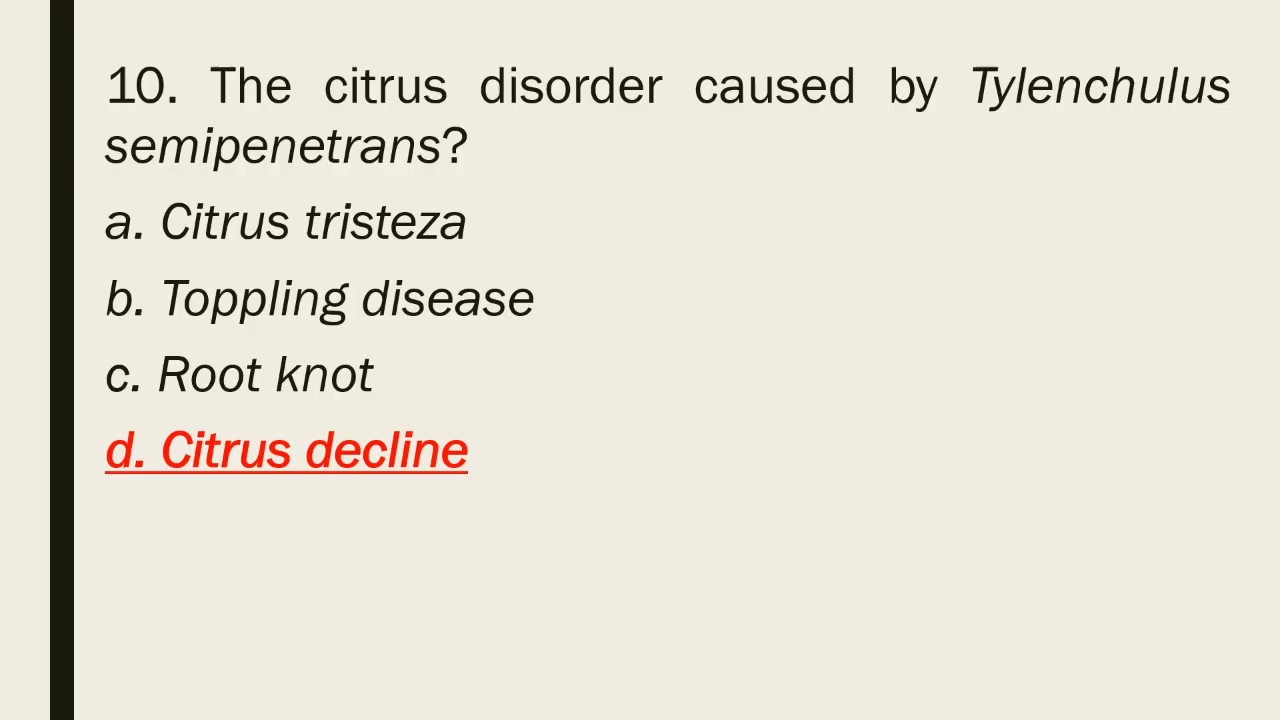 10. The citrus disorder caused by Tylenchulus
semipenetrans?
a. Citrus tristeza
b. Toppling disease
c. Root knot
d. Citrus decline